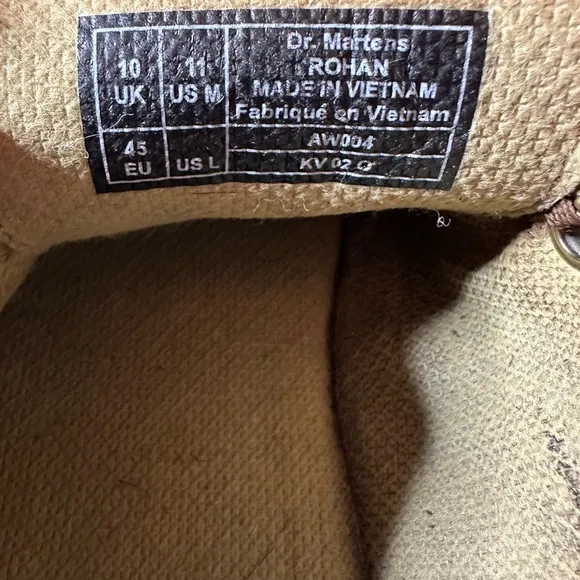 Dr. Martens
ROHAN
MADE IN VIETNAM
Fabriqué en Vietnam
10 UK
11 US M
45 EU
US L
AW004
KV 02 O